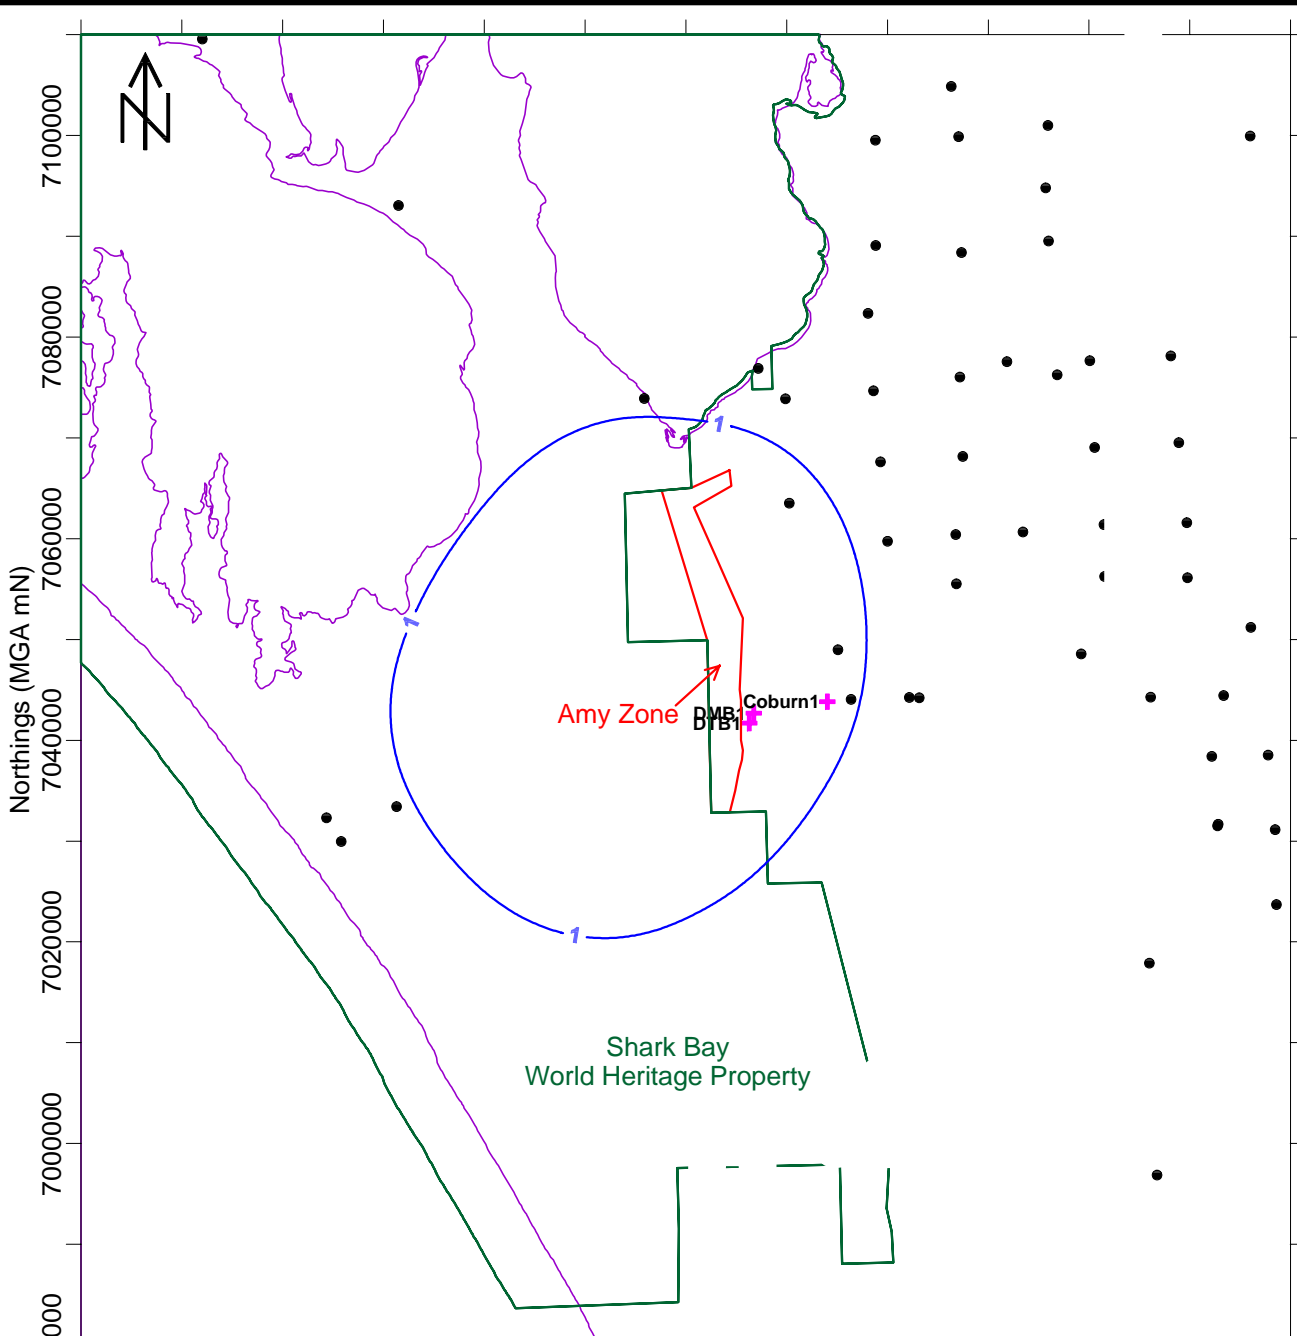 N
7100000
7080000
7060000
7040000
7020000
7000000
000
Northings (MGA mN)
1
1
1
Amy Zone
Coburn1
DMB1
DTB1
Shark Bay
World Heritage Property